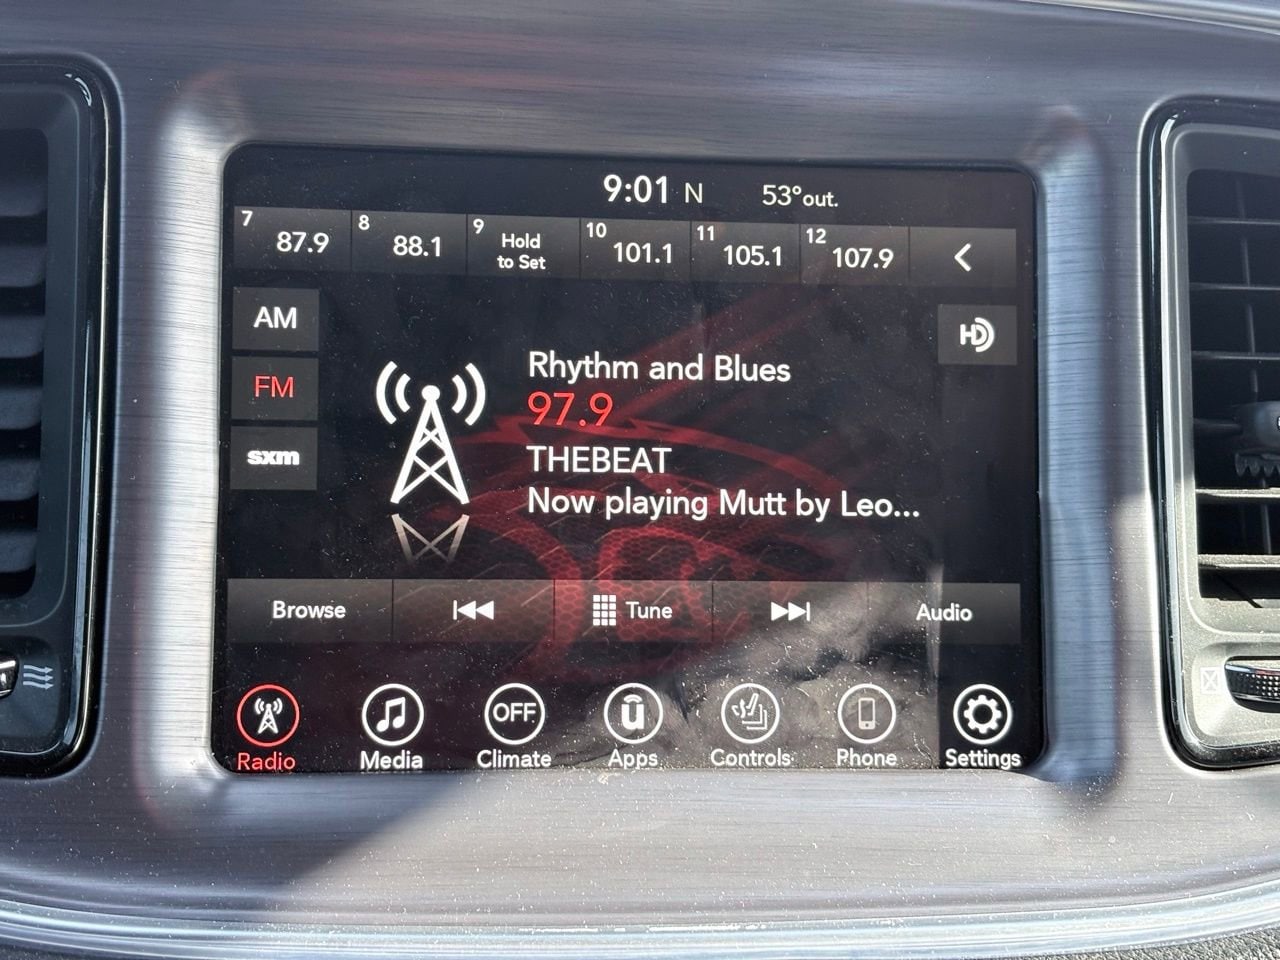 9:01 N 53°out.
7 87.9 8 88.1 9 Hold to Set 10 101.1 11 105.1 12 107.9
AM
HD
Rhythm and Blues
FM
97.9
sxm
THEBEAT
Now playing Mutt by Leo...
Browse Tune Audio
OFF
Radio Media Climate Apps Controls Phone Settings